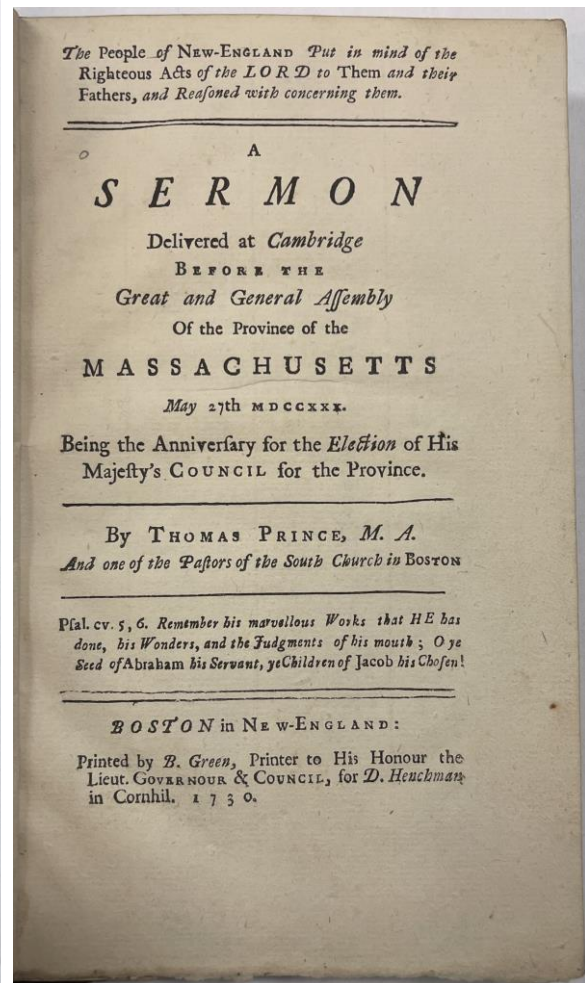 The People of NEW-ENGLAND Put in mind of the
Righteous Acts of the LORD to Them and their
Fathers, and Reaſoned with concerning them.
A
SERMON
Delivered at Cambridge
BEFORE THE
Great and General Aſſembly
Of the Province of the
MASSACHUSETTS
May 27th MDCCXXX.
Being the Anniverſary for the Election of His
Majeſty's COUNCIL for the Province.
By THOMAS PRINCE, M. A.
And one of the Paſtors of the South Church in BOSTON
Pſal. cv. 5, 6. Remember his marvellous Works that HE has
done, his Wonders, and the Judgments of his mouth; O ye
Seed of Abraham his Servant, ye Children of Jacob his Choſen!
BOSTON in NEW-ENGLAND:
Printed by B. Green, Printer to His Honour the
Lieut. GOVERNOUR & COUNCIL, for D. Henchman
in Cornhil. 1730.